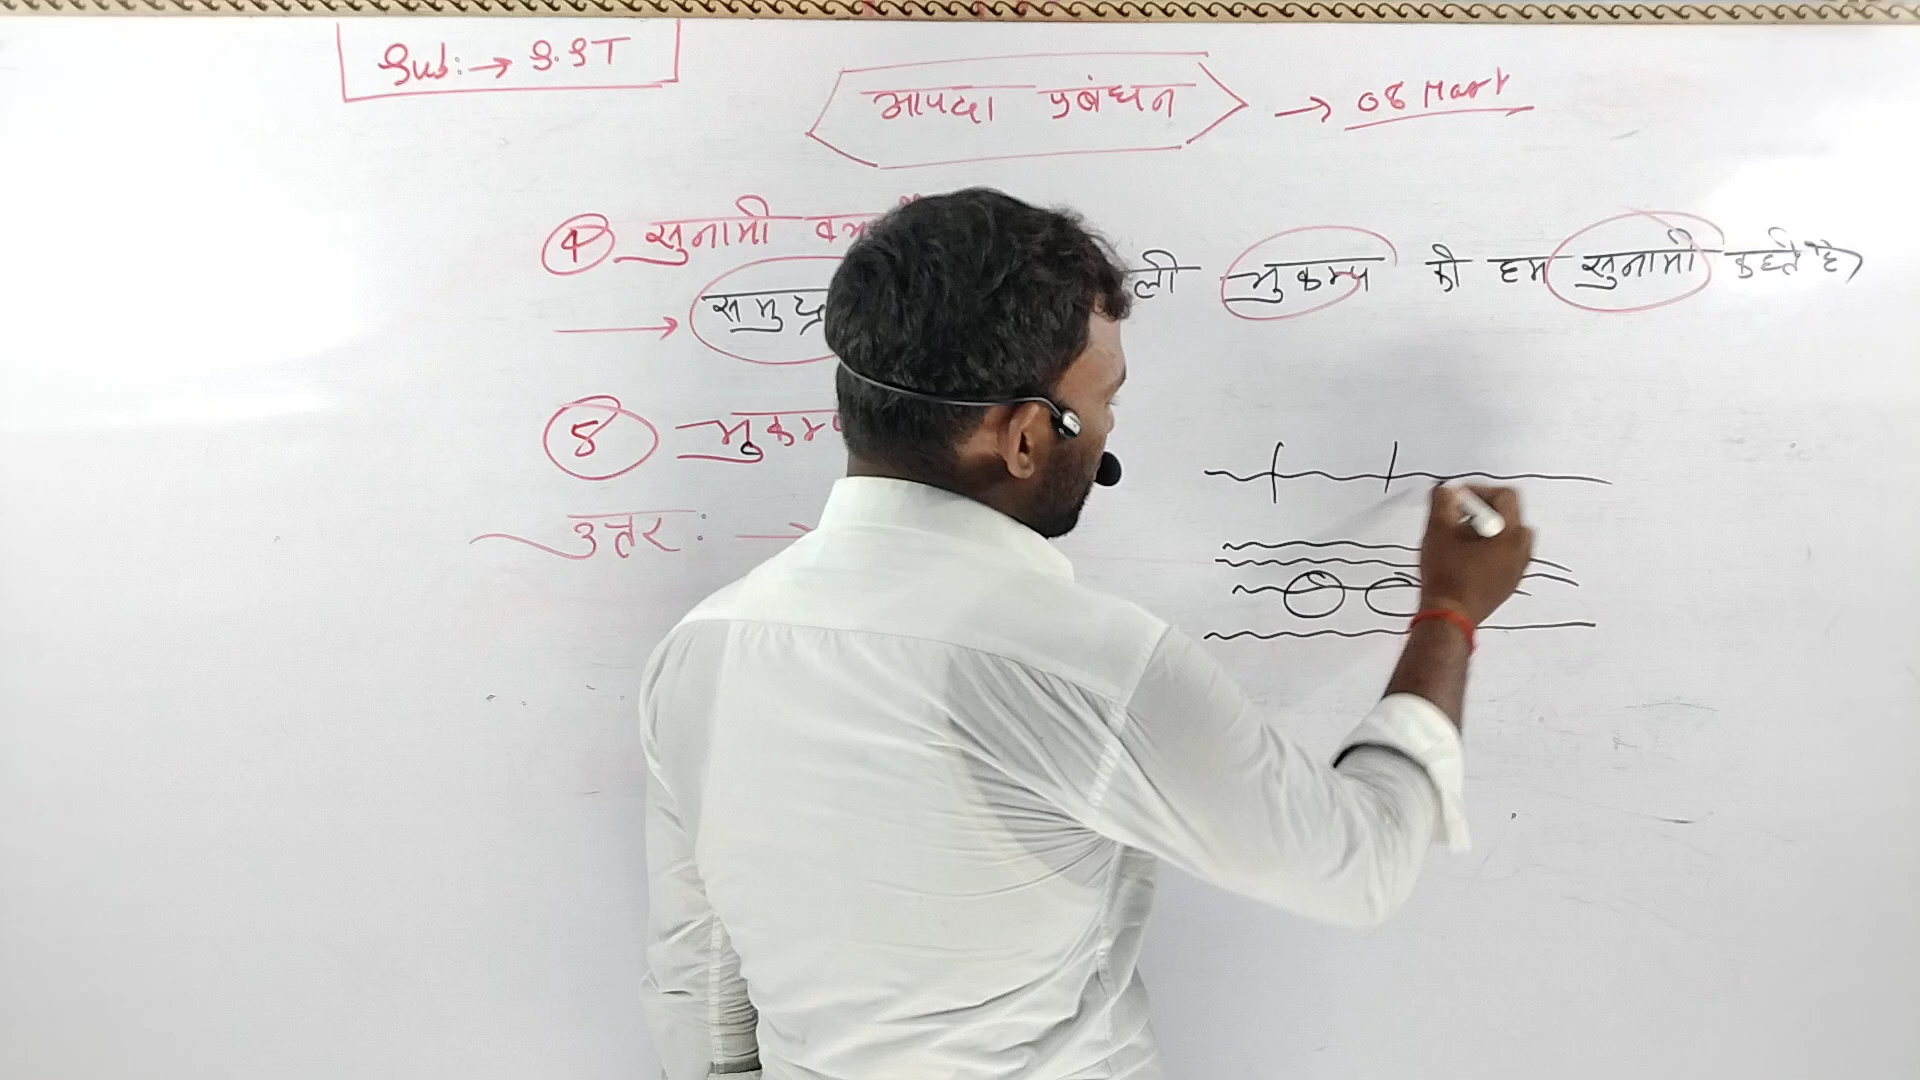 Sub: → S.ST
आपदा प्रबंधन → 08 Mark
④ सुनामी
→ समुद्र ली भुकम्प को हम सुनामी कहते है)
⑤ भुकम्प
उत्तर: →